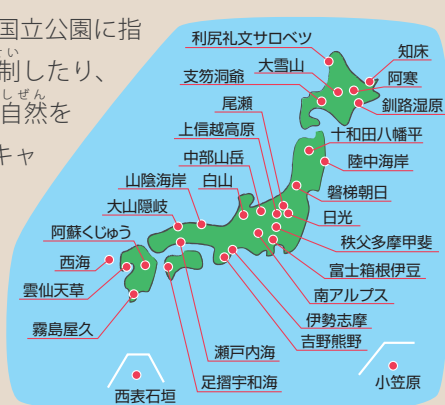 国立公園に指
制したり、
せい
自然を
しぜん
キャ
利尻礼文サロベツ
大雪山
支笏洞爺
知床
阿寒
釧路湿原
尾瀬
上信越高原
中部山岳
白山
山陰海岸
大山隠岐
阿蘇くじゅう
西海
雲仙天草
霧島屋久
十和田八幡平
陸中海岸
磐梯朝日
日光
秩父多摩甲斐
富士箱根伊豆
南アルプス
伊勢志摩
吉野熊野
瀬戸内海
足摺宇和海
西表石垣
小笠原